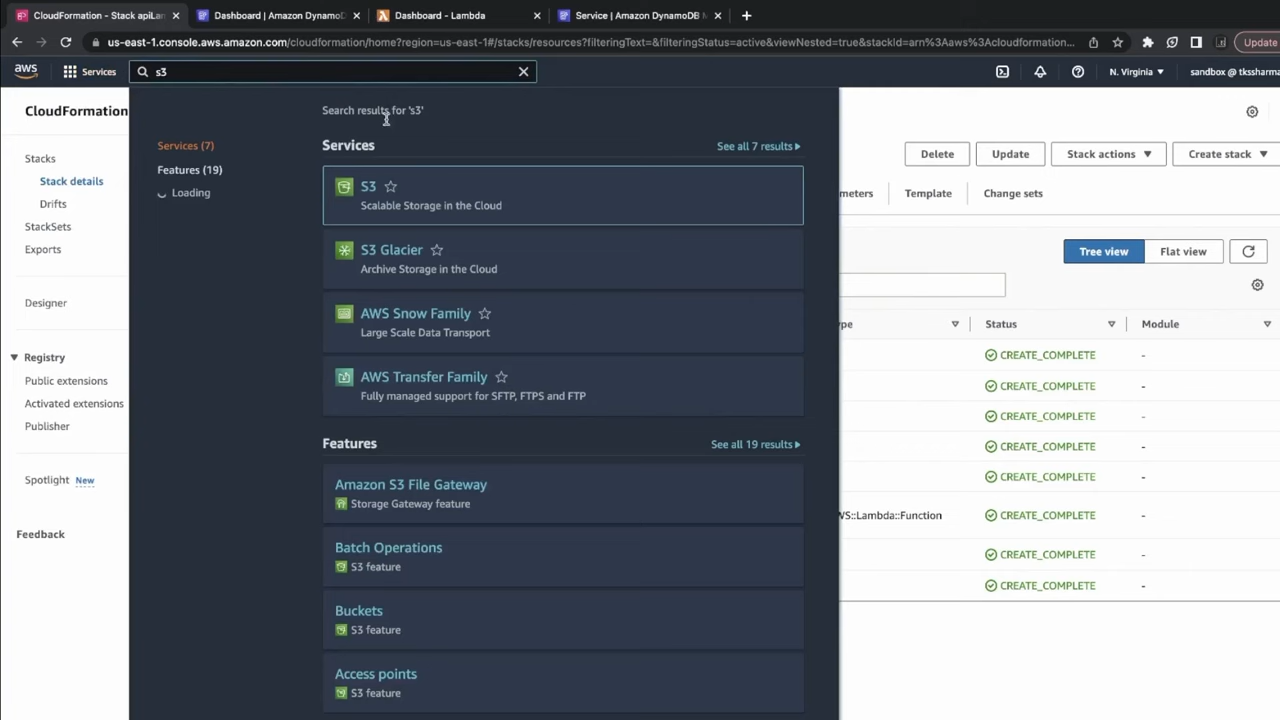 CloudFormation - Stack apiLan
Dashboard | Amazon DynamoD
Dashboard - Lambda
Service | Amazon DynamoDB M
us-east-1.console.aws.amazon.com/cloudformation/home?region=us-east-1#/stacks/resources?filteringText=&filteringStatus=active&viewNested=true&stackId=arn%3Aaws%3Acloudformation...
Update
aws
Services
s3
N. Virginia
sandbox @ tkssharma
CloudFormation
Stacks
Stack details
Drifts
StackSets
Exports
Designer
Registry
Public extensions
Activated extensions
Publisher
Spotlight New
Feedback
Services (7)
Features (19)
Loading
Search results for 's3'
Services
See all 7 results
S3
Scalable Storage in the Cloud
S3 Glacier
Archive Storage in the Cloud
AWS Snow Family
Large Scale Data Transport
AWS Transfer Family
Fully managed support for SFTP, FTPS and FTP
Features
See all 19 results
Amazon S3 File Gateway
Storage Gateway feature
Batch Operations
S3 feature
Buckets
S3 feature
Access points
S3 feature
Delete
Update
Stack actions
Create stack
meters
Template
Change sets
Tree view
Flat view
pe
Status
Module
CREATE_COMPLETE
-
CREATE_COMPLETE
-
CREATE_COMPLETE
-
CREATE_COMPLETE
-
CREATE_COMPLETE
-
WS::Lambda::Function
CREATE_COMPLETE
-
CREATE_COMPLETE
-
CREATE_COMPLETE
-